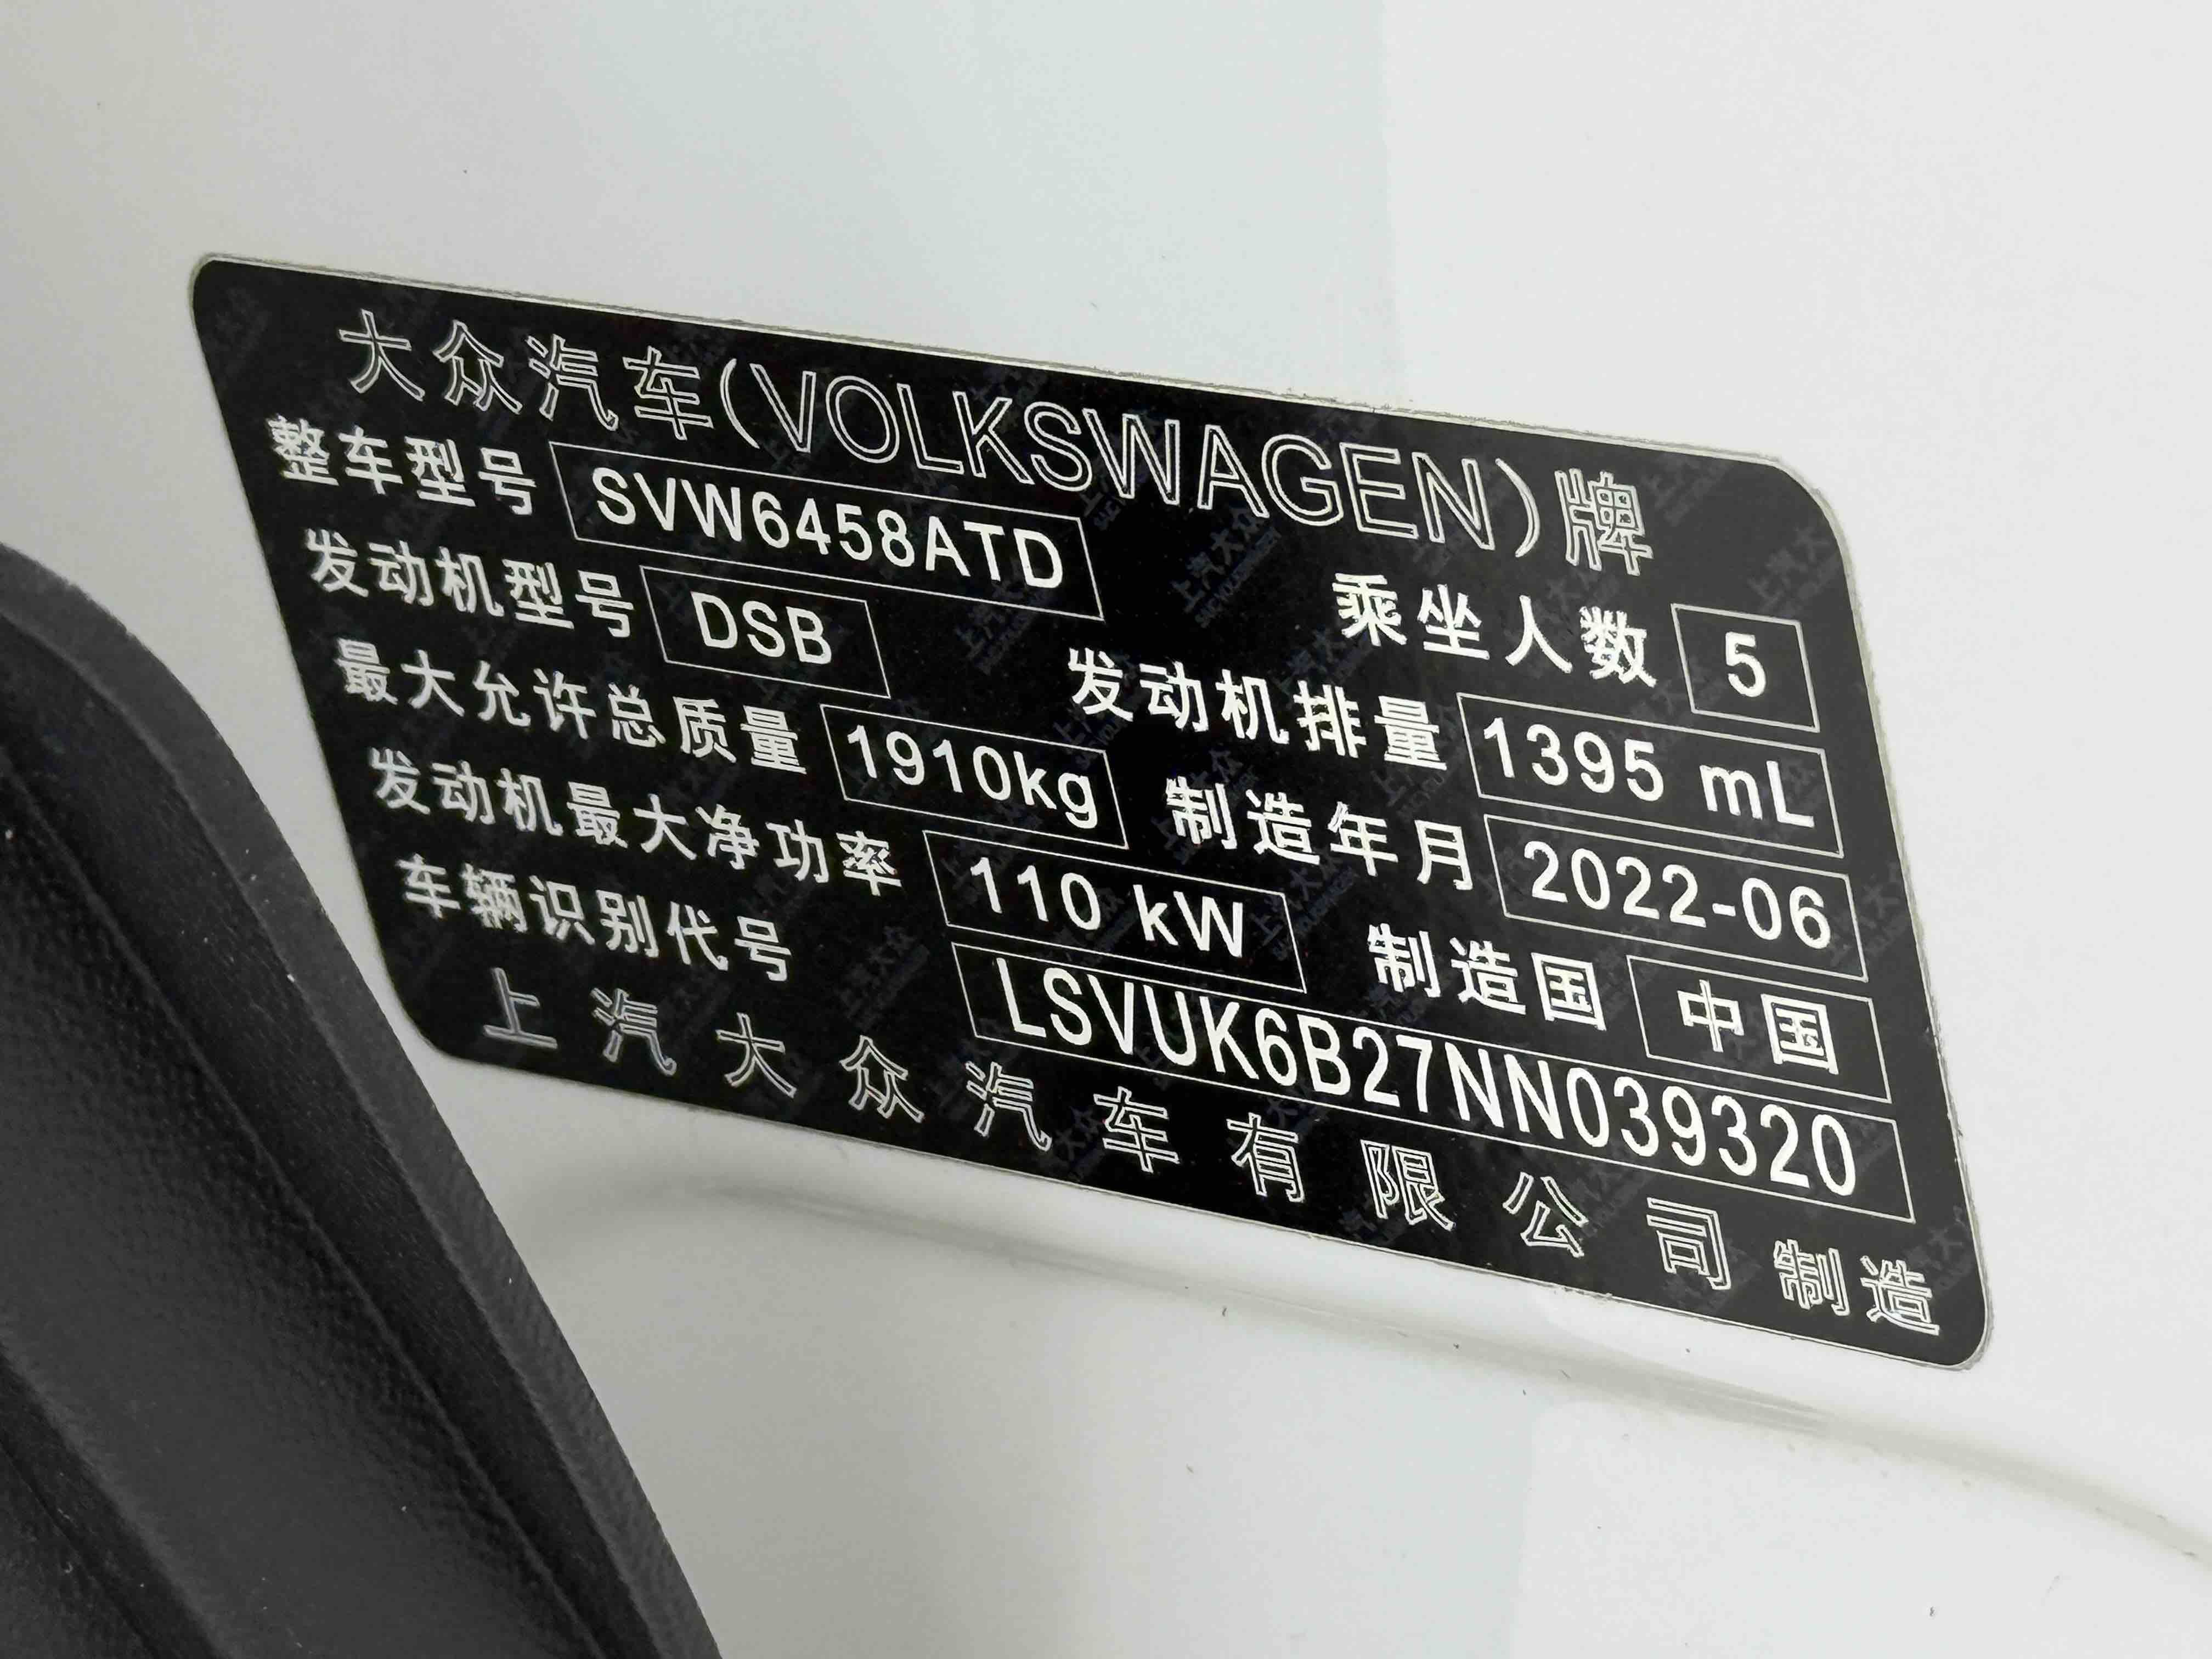 大众汽车(VOLKSWAGEN)牌
整车型号 SVW6458ATD 乘坐人数 5
发动机型号 DSB 发动机排量 1395 mL
最大允许总质量 1910kg 制造年月 2022-06
发动机最大净功率 110 kW 制造国 中国
车辆识别代号 LSVUK6B27NN039320
上汽大众汽车有限公司 制造